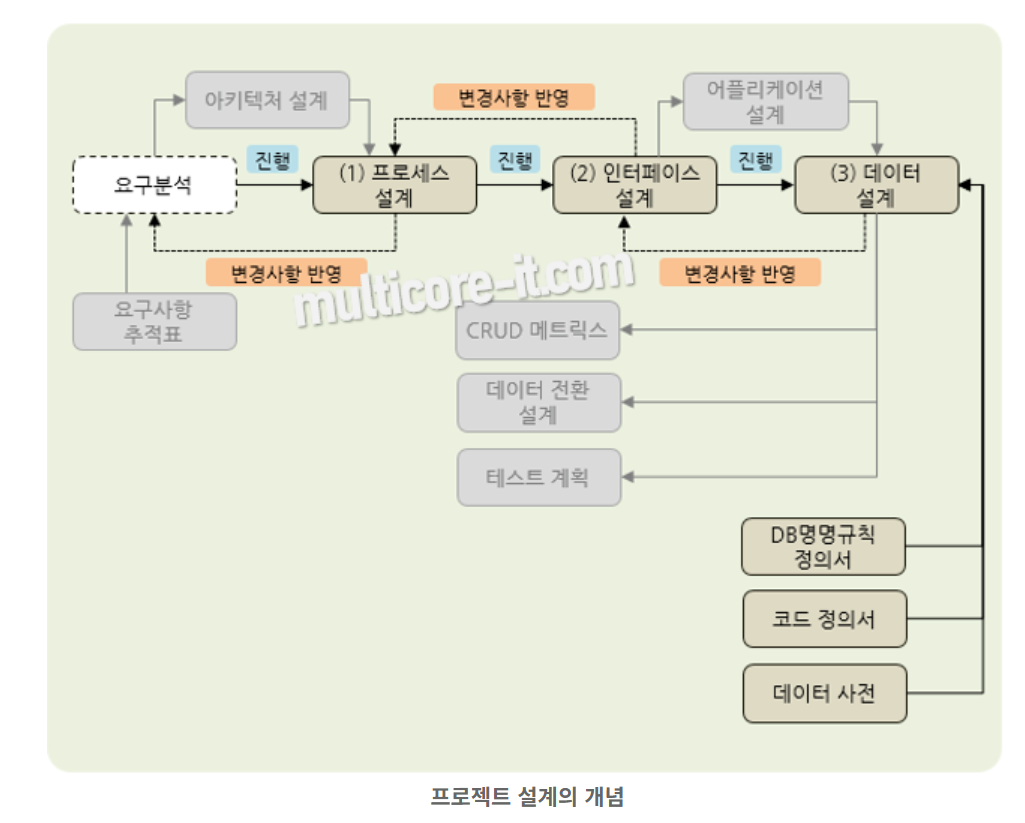 아키텍처 설계
변경사항 반영
어플리케이션
설계
요구분석
진행
(1) 프로세스
설계
진행
(2) 인터페이스
설계
진행
(3) 데이터
설계
변경사항 반영
변경사항 반영
multicore-it.com
요구사항
추적표
CRUD 메트릭스
데이터 전환
설계
테스트 계획
DB명명규칙
정의서
코드 정의서
데이터 사전
프로젝트 설계의 개념